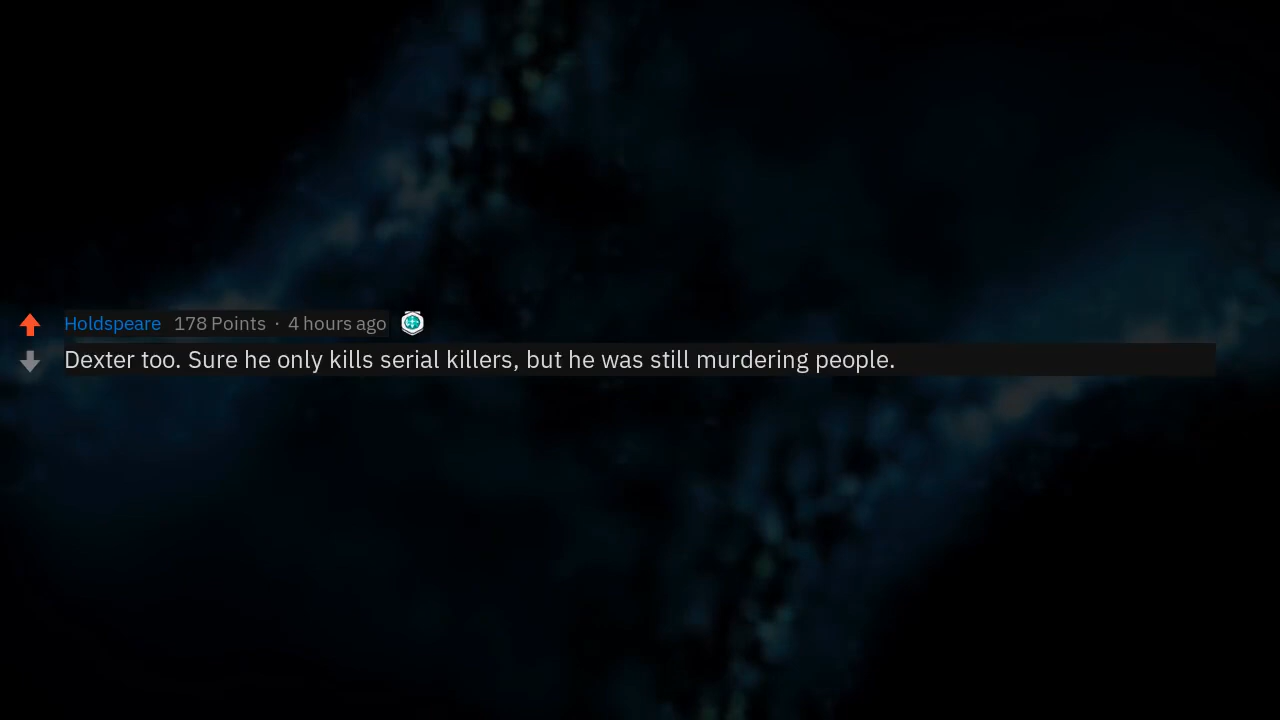 Holdspeare 178 Points · 4 hours ago
Dexter too. Sure he only kills serial killers, but he was still murdering people.